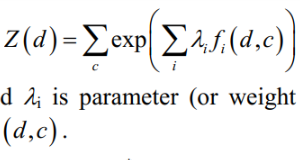 Z(d) = ∑_c exp( ∑_i λ_i f_i(d,c) )
d λ_i is parameter (or weight
(d,c).